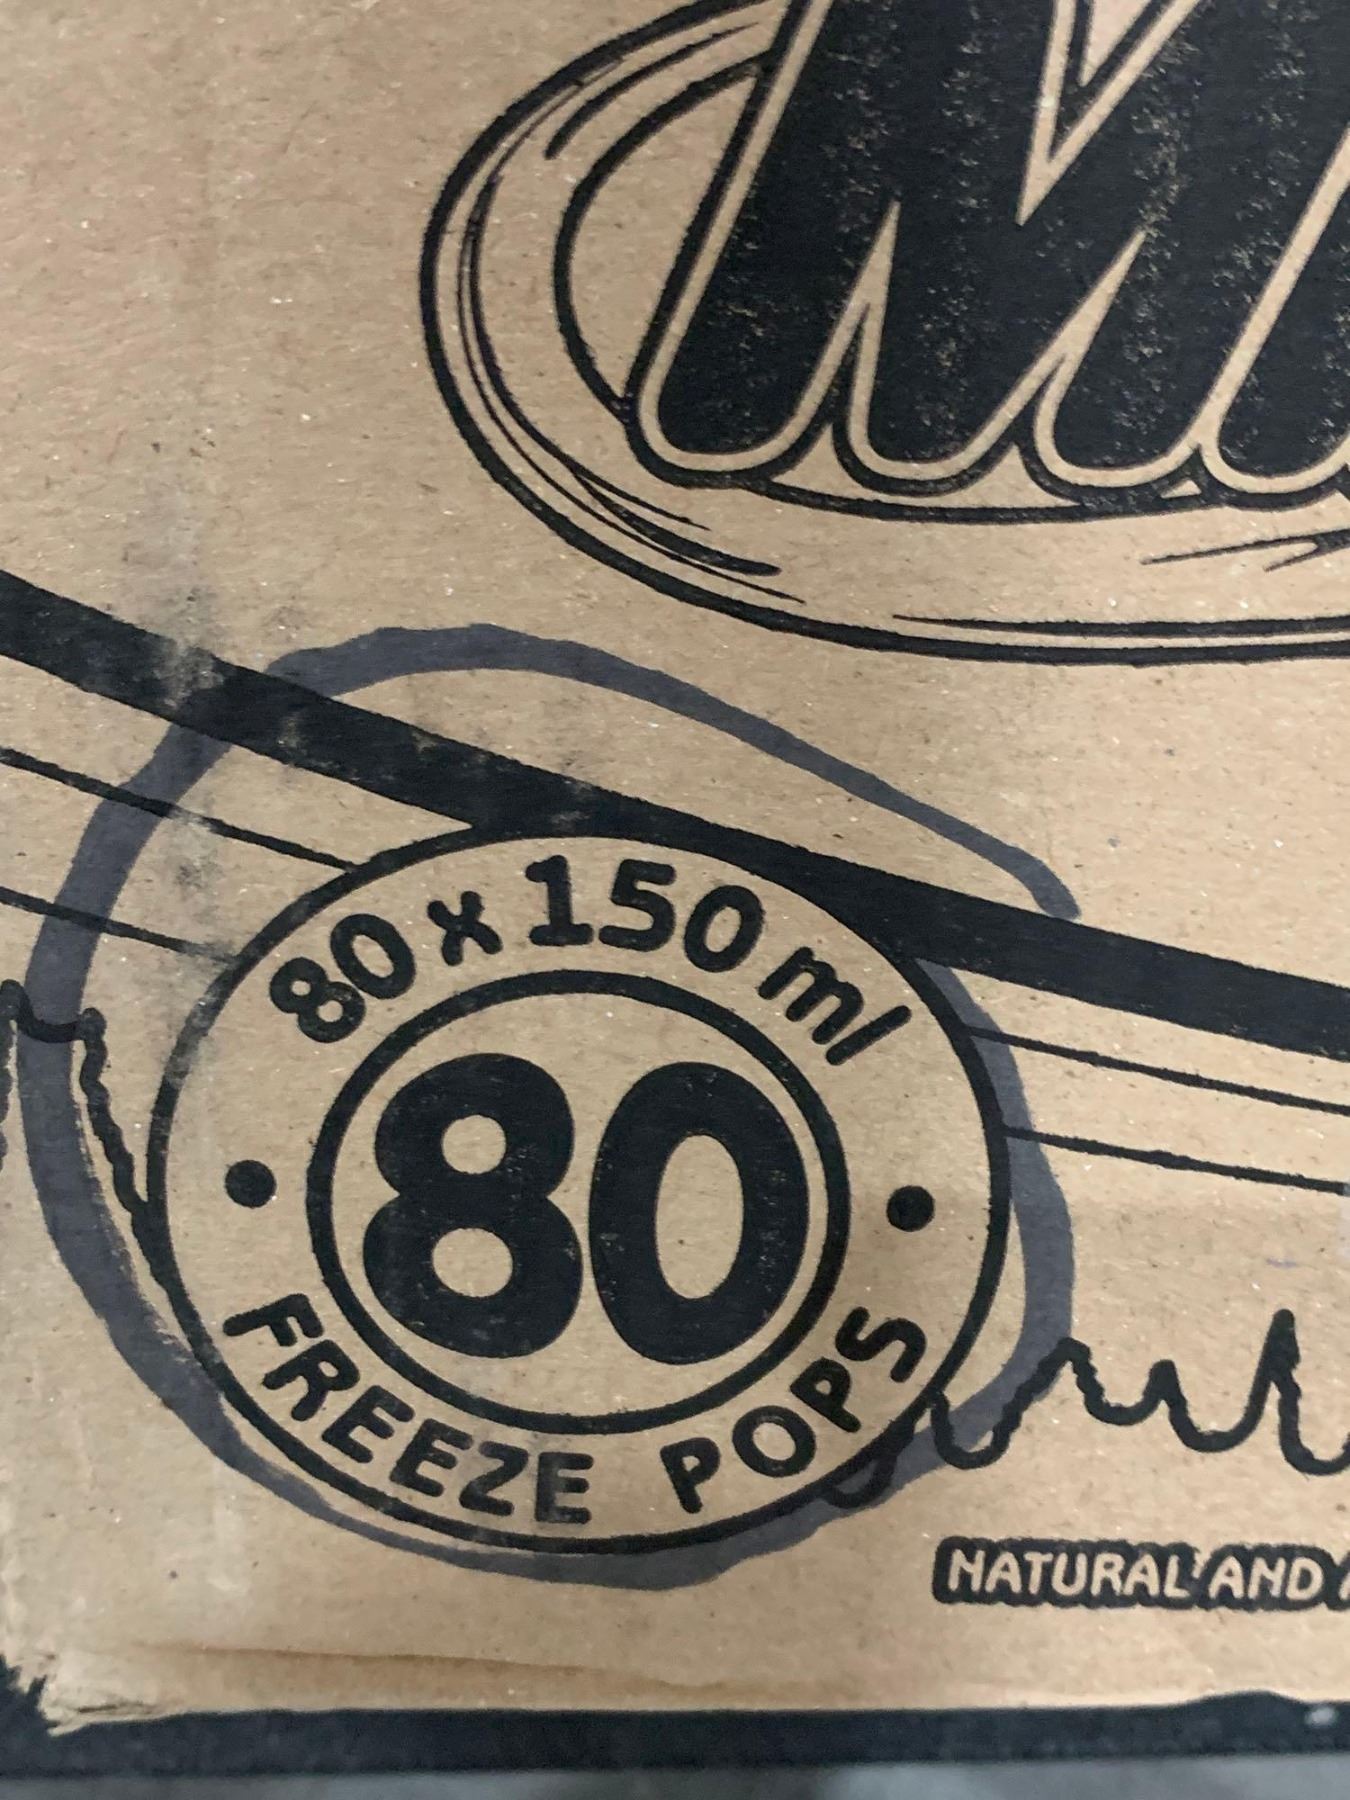 80 x 150 ml
80
FREEZE POPS
NATURAL AND